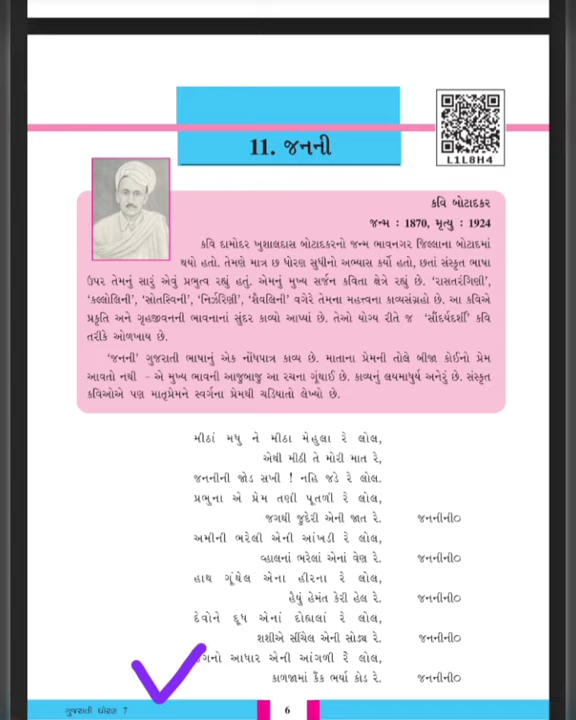 11. જનની
L1L8H4
કવિ બોટાદકર
જન્મ : 1870, મૃત્યુ : 1924
કવિ દામોદર ખુશાલદાસ બોટાદકરનો જન્મ ભાવનગર જિલ્લાના બોટાદમાં
થયો હતો. તેમણે માત્ર છ ધોરણ સુધીનો અભ્યાસ કર્યો હતો, છતાં સંસ્કૃત ભાષા
ઉપર તેમનું સારું એવું પ્રભુત્વ રહ્યું હતું. એમનું મુખ્ય સર્જન કવિતા ક્ષેત્રે રહ્યું છે. ‘રાસતરંગિણી’,
‘કલ્લોલિની’, ‘સ્રોતસ્વિની’, ‘નિર્ઝરિણી’, ‘શૈવલિની’ વગેરે તેમના મહત્ત્વના કાવ્યસંગ્રહો છે. આ કવિએ
પ્રકૃતિ અને ગૃહજીવનની ભાવનાનાં સુંદર કાવ્યો આપ્યાં છે. તેઓ યોગ્ય રીતે જ ‘સૌંદર્યદર્શી’ કવિ
તરીકે ઓળખાય છે.
‘જનની’ ગુજરાતી ભાષાનું એક નોંધપાત્ર કાવ્ય છે. માતાના પ્રેમની તોલે બીજા કોઈનો પ્રેમ
આવતો નથી – એ મુખ્ય ભાવની આજુબાજુ આ રચના ગૂંથાઈ છે. કાવ્યનું લયમાધુર્ય અનેરું છે. સંસ્કૃત
કવિઓએ પણ માતૃપ્રેમને સ્વર્ગના પ્રેમથી ચડિયાતો લેખ્યો છે.
મીઠાં મધુ ને મીઠા મેહુલા રે લોલ,
એથી મીઠી તે મોરી માત રે,
જનનીની જોડ સખી ! નહિ જડે રે લોલ.
પ્રભુના એ પ્રેમ તણી પૂતળી રે લોલ,
જગથી જુદેરી એની જાત રે. જનનીની૦
અમીની ભરેલી એની આંખડી રે લોલ,
વ્હાલનાં ભરેલાં એનાં વેણ રે. જનનીની૦
હાથ ગૂંથેલ એના હીરના રે લોલ,
હૈયું હેમંત કેરી હેલ રે. જનનીની૦
દેવોને દૂધ એનાં દોહ્યલાં રે લોલ,
શશીએ સીંચેલ એની સોડ્ય રે. જનનીની૦
જગનો આધાર એની આંગળી રે લોલ,
કાળજામાં કૈંક ભર્યા કોડ રે. જનનીની૦
ગુજરાતી ધોરણ 7
6